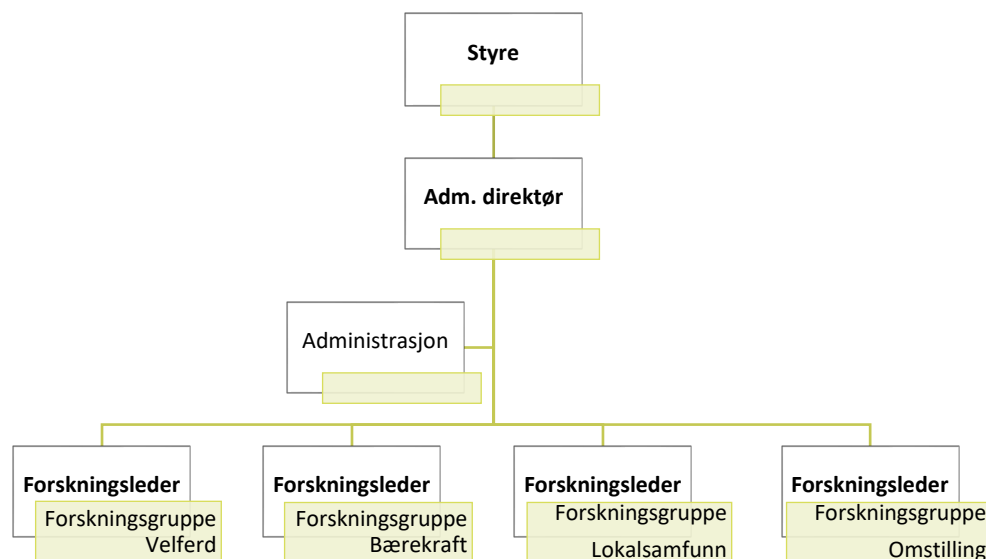 Styre
Adm. direktør
Administrasjon
Forskningsleder
Forskningsgruppe
Velferd
Forskningsleder
Forskningsgruppe
Bærekraft
Forskningsleder
Forskningsgruppe
Lokalsamfunn
Forskningsleder
Forskningsgruppe
Omstilling